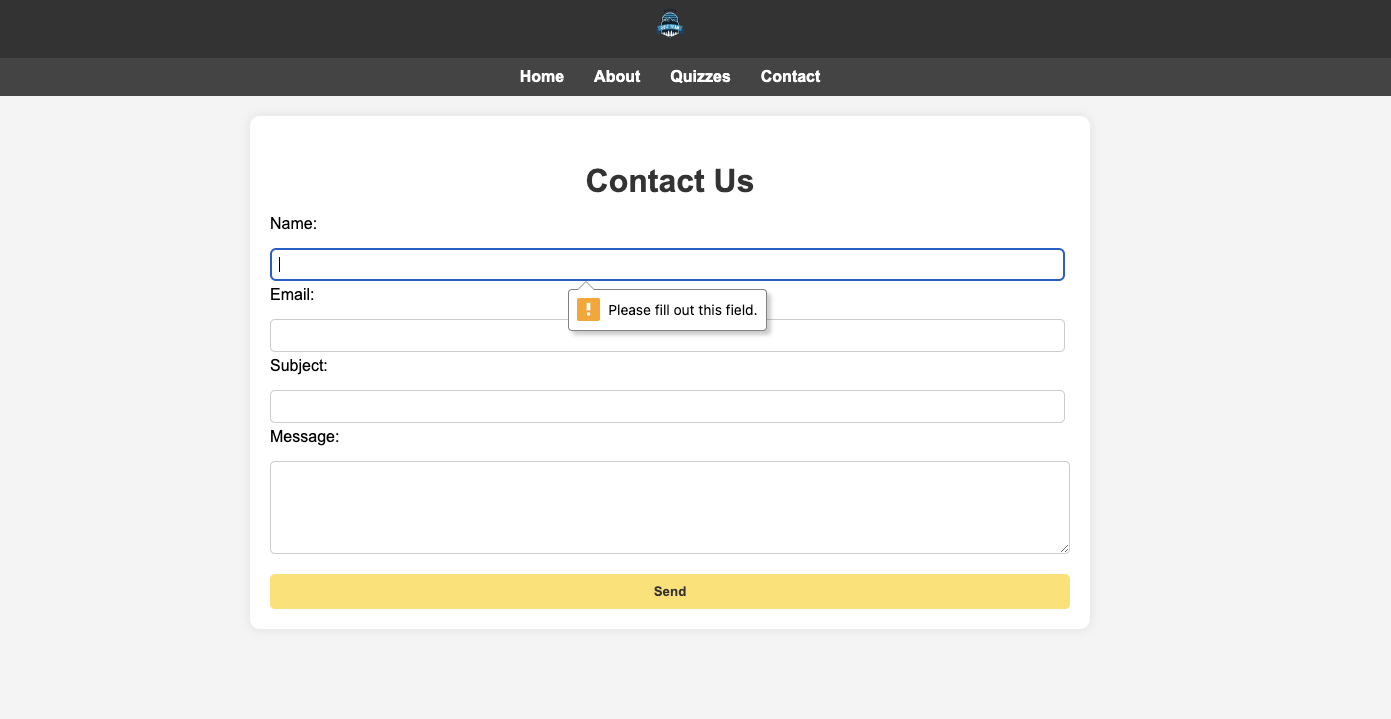 Home About Quizzes Contact
Contact Us
Name:
Email:
Please fill out this field.
Subject:
Message:
Send